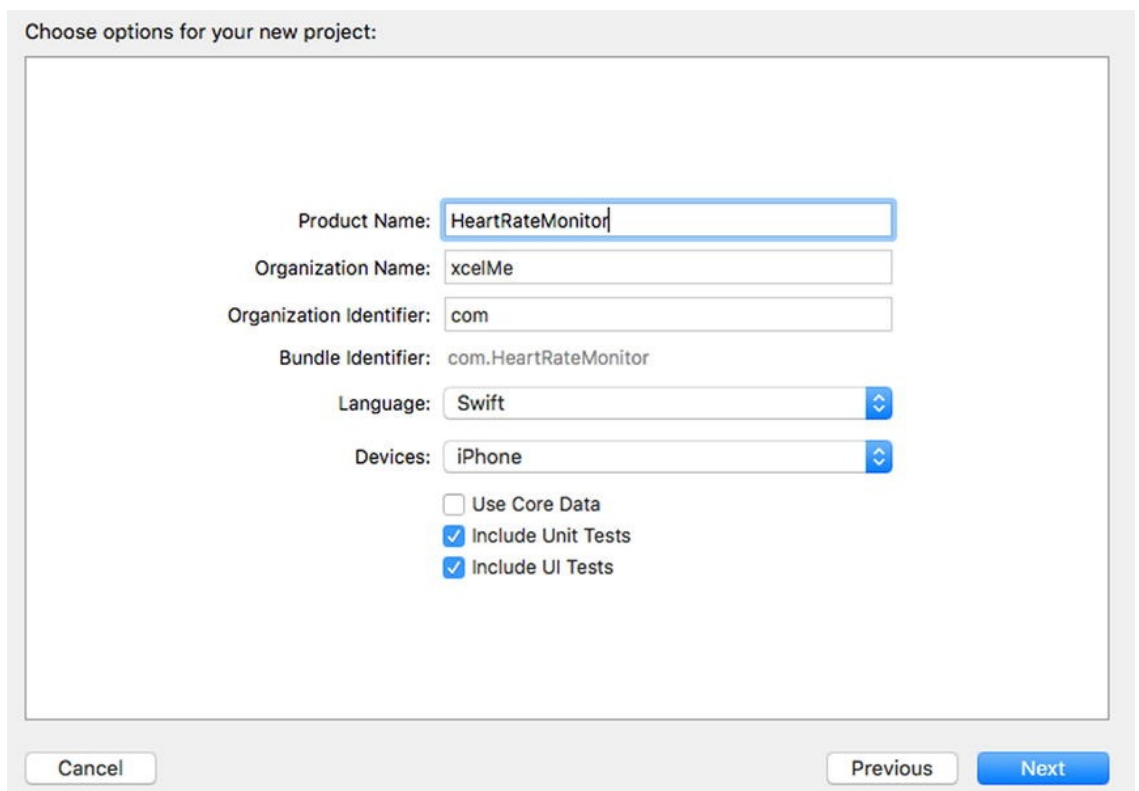 Choose options for your new project:
Product Name: HeartRateMonitor
Organization Name: xcelMe
Organization Identifier: com
Bundle Identifier: com.HeartRateMonitor
Language: Swift
Devices: iPhone
Use Core Data
Include Unit Tests
Include UI Tests
Cancel Previous Next